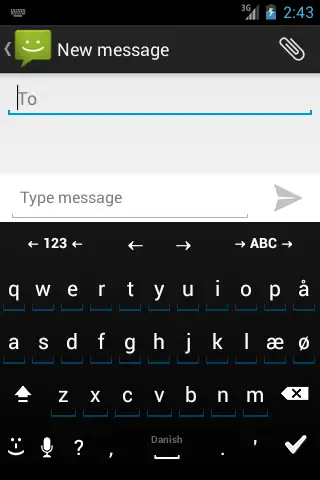 3G 2:43
New message
To
Type message
← 123 ← ← → → ABC →
q w e r t y u i o p å
a s d f g h j k l æ ø
z x c v b n m
? , Danish . '